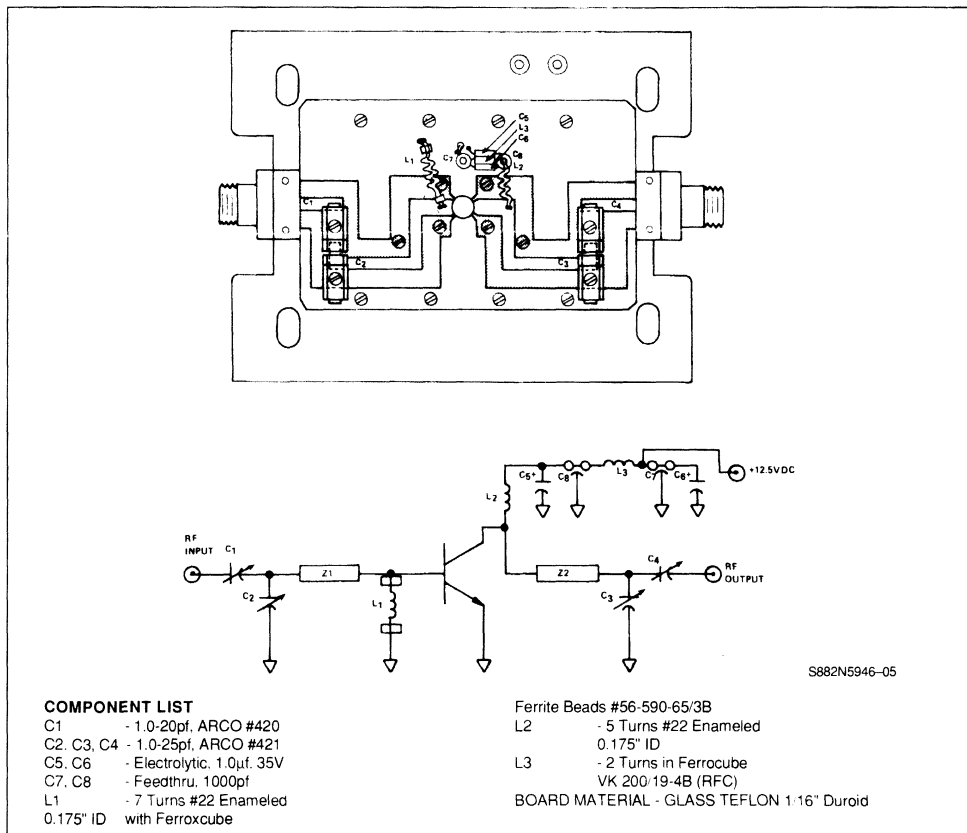 C5
L3
C6
C7
C8
L1
L2
C1
C4
C2
C3
C5+
C8
L3
C7
C6+
+12.5VDC
L2
RF
INPUT
C1
C4
RF
OUTPUT
Z1
Z2
C2
L1
C3
S882N5946–05
COMPONENT LIST
C1 - 1.0-20pf, ARCO #420
C2, C3, C4 - 1.0-25pf, ARCO #421
C5, C6 - Electrolytic, 1.0µf, 35V
C7, C8 - Feedthru, 1000pf
L1 - 7 Turns #22 Enameled
0.175" ID with Ferroxcube
Ferrite Beads #56-590-65/3B
L2 - 5 Turns #22 Enameled
0.175" ID
L3 - 2 Turns in Ferrocube
VK 200/19-4B (RFC)
BOARD MATERIAL - GLASS TEFLON 1/16" Duroid